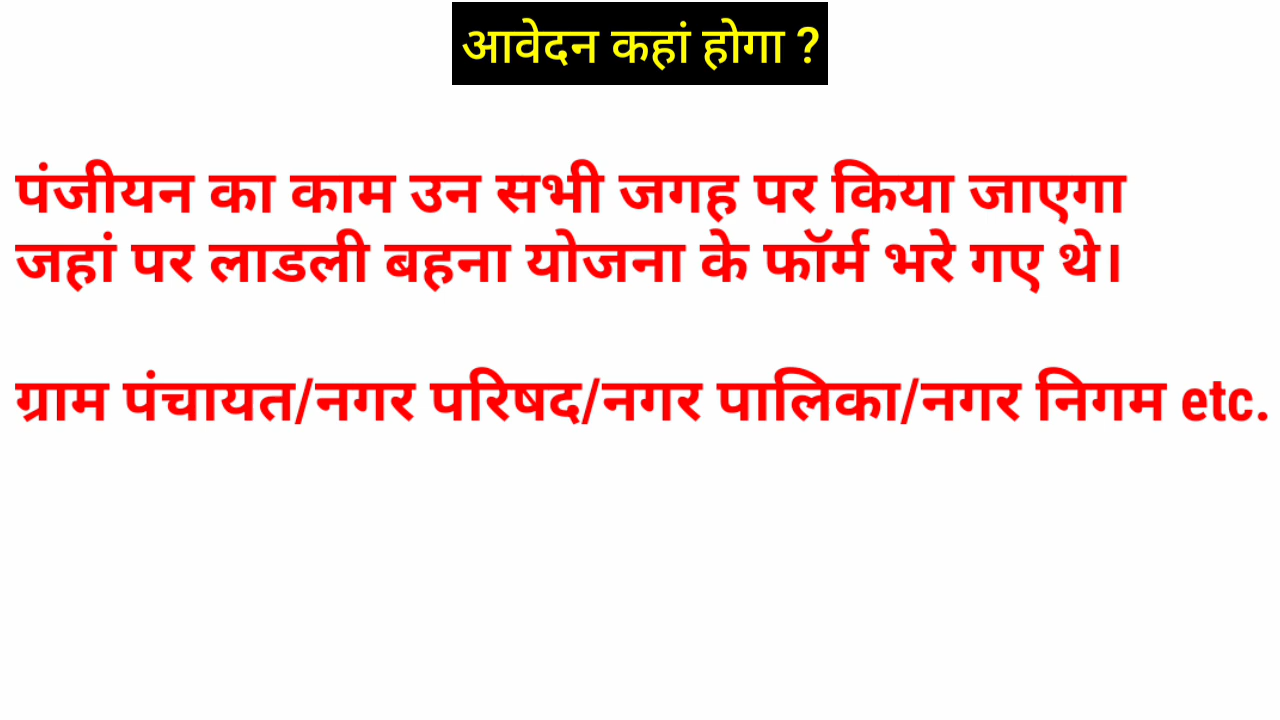 आवेदन कहां होगा ?
पंजीयन का काम उन सभी जगह पर किया जाएगा
जहां पर लाडली बहना योजना के फॉर्म भरे गए थे।
ग्राम पंचायत/नगर परिषद/नगर पालिका/नगर निगम etc.